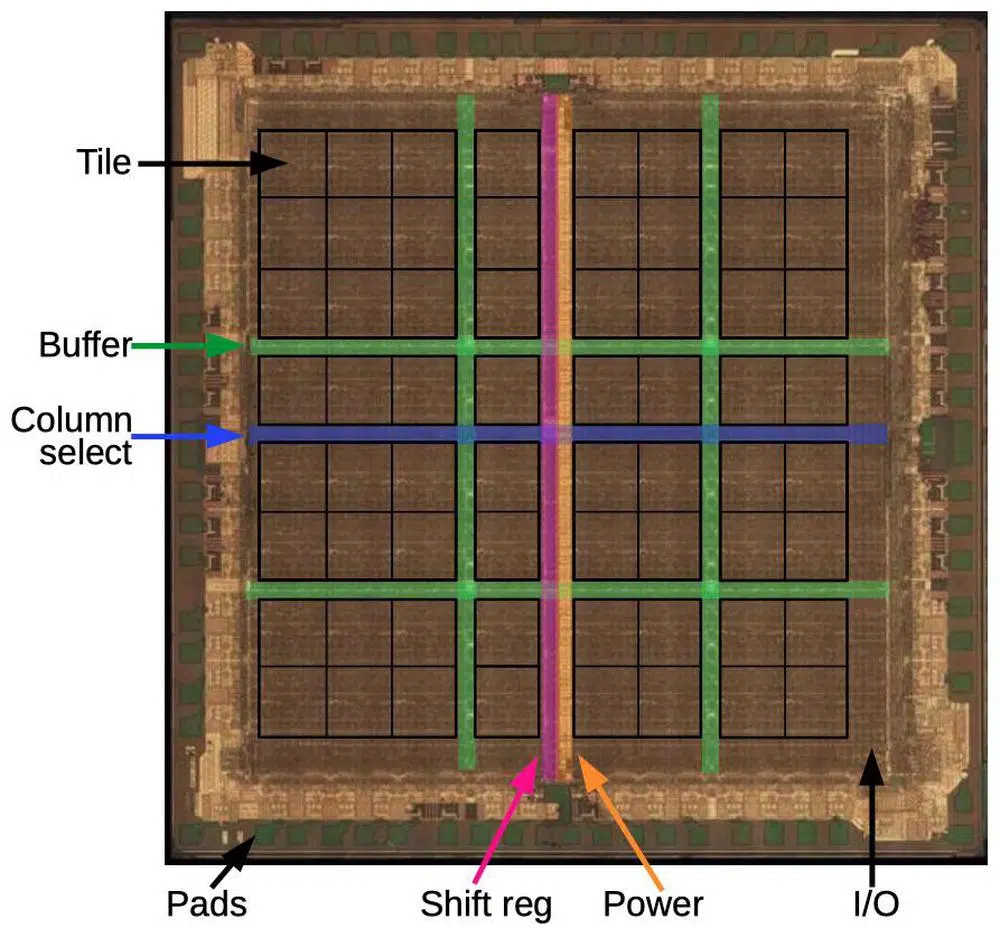 Tile
Buffer
Column
select
Pads
Shift reg
Power
I/O